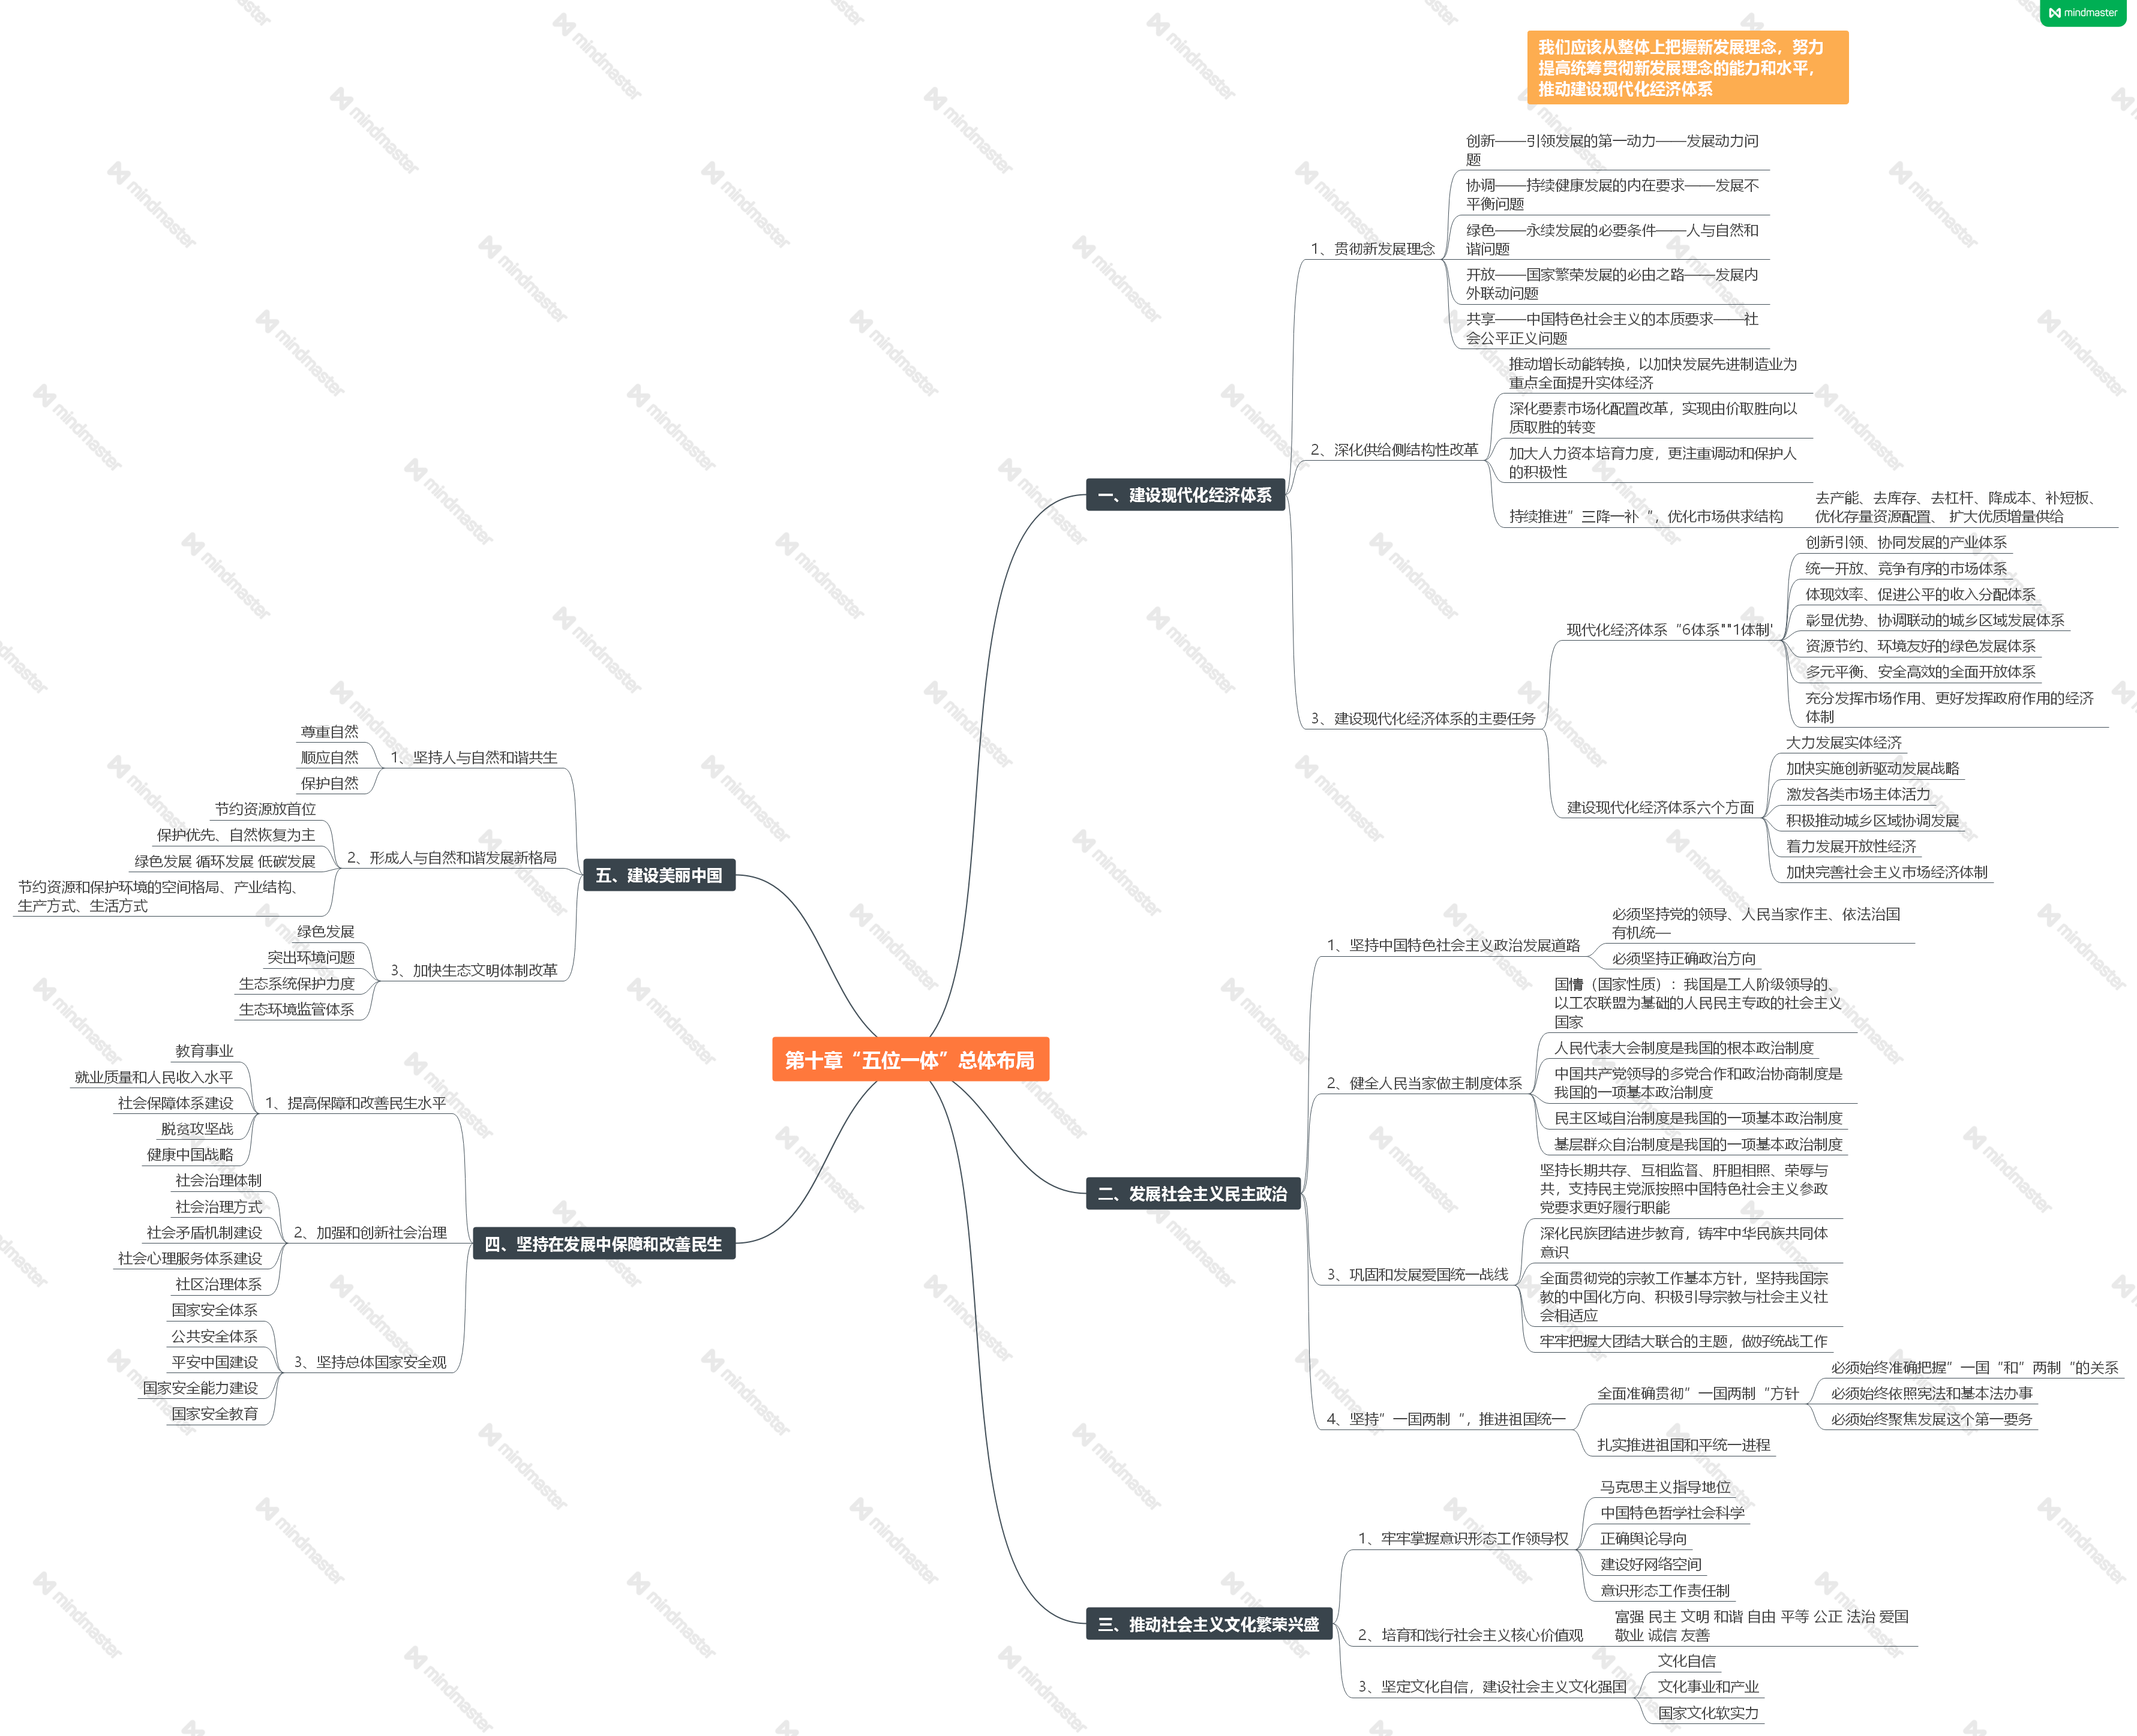 mindmaster
我们应该从整体上把握新发展理念，努力
提高统筹贯彻新发展理念的能力和水平，
推动建设现代化经济体系
第十章“五位一体”总体布局
一、建设现代化经济体系
1、贯彻新发展理念
创新——引领发展的第一动力——发展动力问
题
协调——持续健康发展的内在要求——发展不
平衡问题
绿色——永续发展的必要条件——人与自然和
谐问题
开放——国家繁荣发展的必由之路——发展内
外联动问题
共享——中国特色社会主义的本质要求——社
会公平正义问题
2、深化供给侧结构性改革
推动增长动能转换，以加快发展先进制造业为
重点全面提升实体经济
深化要素市场化配置改革，实现由价取胜向以
质取胜的转变
加大人力资本培育力度，更注重调动和保护人
的积极性
持续推进”三降一补“，优化市场供求结构
去产能、去库存、去杠杆、降成本、补短板、
优化存量资源配置、 扩大优质增量供给
3、建设现代化经济体系的主要任务
现代化经济体系“6体系""1体制'
创新引领、协同发展的产业体系
统一开放、竞争有序的市场体系
体现效率、促进公平的收入分配体系
彰显优势、协调联动的城乡区域发展体系
资源节约、环境友好的绿色发展体系
多元平衡、安全高效的全面开放体系
充分发挥市场作用、更好发挥政府作用的经济
体制
建设现代化经济体系六个方面
大力发展实体经济
加快实施创新驱动发展战略
激发各类市场主体活力
积极推动城乡区域协调发展
着力发展开放性经济
加快完善社会主义市场经济体制
二、发展社会主义民主政治
1、坚持中国特色社会主义政治发展道路
必须坚持党的领导、人民当家作主、依法治国
有机统一
必须坚持正确政治方向
2、健全人民当家做主制度体系
国情（国家性质）：我国是工人阶级领导的、
以工农联盟为基础的人民民主专政的社会主义
国家
人民代表大会制度是我国的根本政治制度
中国共产党领导的多党合作和政治协商制度是
我国的一项基本政治制度
民主区域自治制度是我国的一项基本政治制度
基层群众自治制度是我国的一项基本政治制度
3、巩固和发展爱国统一战线
坚持长期共存、互相监督、肝胆相照、荣辱与
共，支持民主党派按照中国特色社会主义参政
党要求更好履行职能
深化民族团结进步教育，铸牢中华民族共同体
意识
全面贯彻党的宗教工作基本方针，坚持我国宗
教的中国化方向、积极引导宗教与社会主义社
会相适应
牢牢把握大团结大联合的主题，做好统战工作
4、坚持”一国两制“，推进祖国统一
全面准确贯彻”一国两制“方针
必须始终准确把握”一国“和”两制“的关系
必须始终依照宪法和基本法办事
必须始终聚焦发展这个第一要务
扎实推进祖国和平统一进程
三、推动社会主义文化繁荣兴盛
1、牢牢掌握意识形态工作领导权
马克思主义指导地位
中国特色哲学社会科学
正确舆论导向
建设好网络空间
意识形态工作责任制
2、培育和践行社会主义核心价值观
富强 民主 文明 和谐 自由 平等 公正 法治 爱国
敬业 诚信 友善
3、坚定文化自信，建设社会主义文化强国
文化自信
文化事业和产业
国家文化软实力
五、建设美丽中国
1、坚持人与自然和谐共生
尊重自然
顺应自然
保护自然
2、形成人与自然和谐发展新格局
节约资源放首位
保护优先、自然恢复为主
绿色发展 循环发展 低碳发展
节约资源和保护环境的空间格局、产业结构、
生产方式、生活方式
3、加快生态文明体制改革
绿色发展
突出环境问题
生态系统保护力度
生态环境监管体系
四、坚持在发展中保障和改善民生
1、提高保障和改善民生水平
教育事业
就业质量和人民收入水平
社会保障体系建设
脱贫攻坚战
健康中国战略
2、加强和创新社会治理
社会治理体制
社会治理方式
社会矛盾机制建设
社会心理服务体系建设
社区治理体系
3、坚持总体国家安全观
国家安全体系
公共安全体系
平安中国建设
国家安全能力建设
国家安全教育